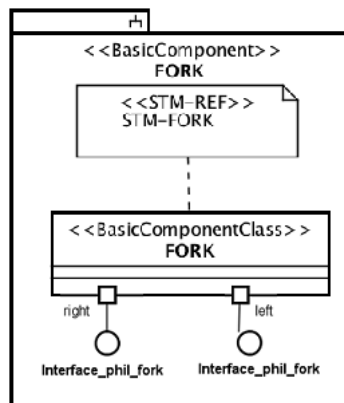 < <BasicComponent> >
FORK
< <STM-REF> >
STM-FORK
< <BasicComponentClass> >
FORK
right left
Interface_phil_fork Interface_phil_fork